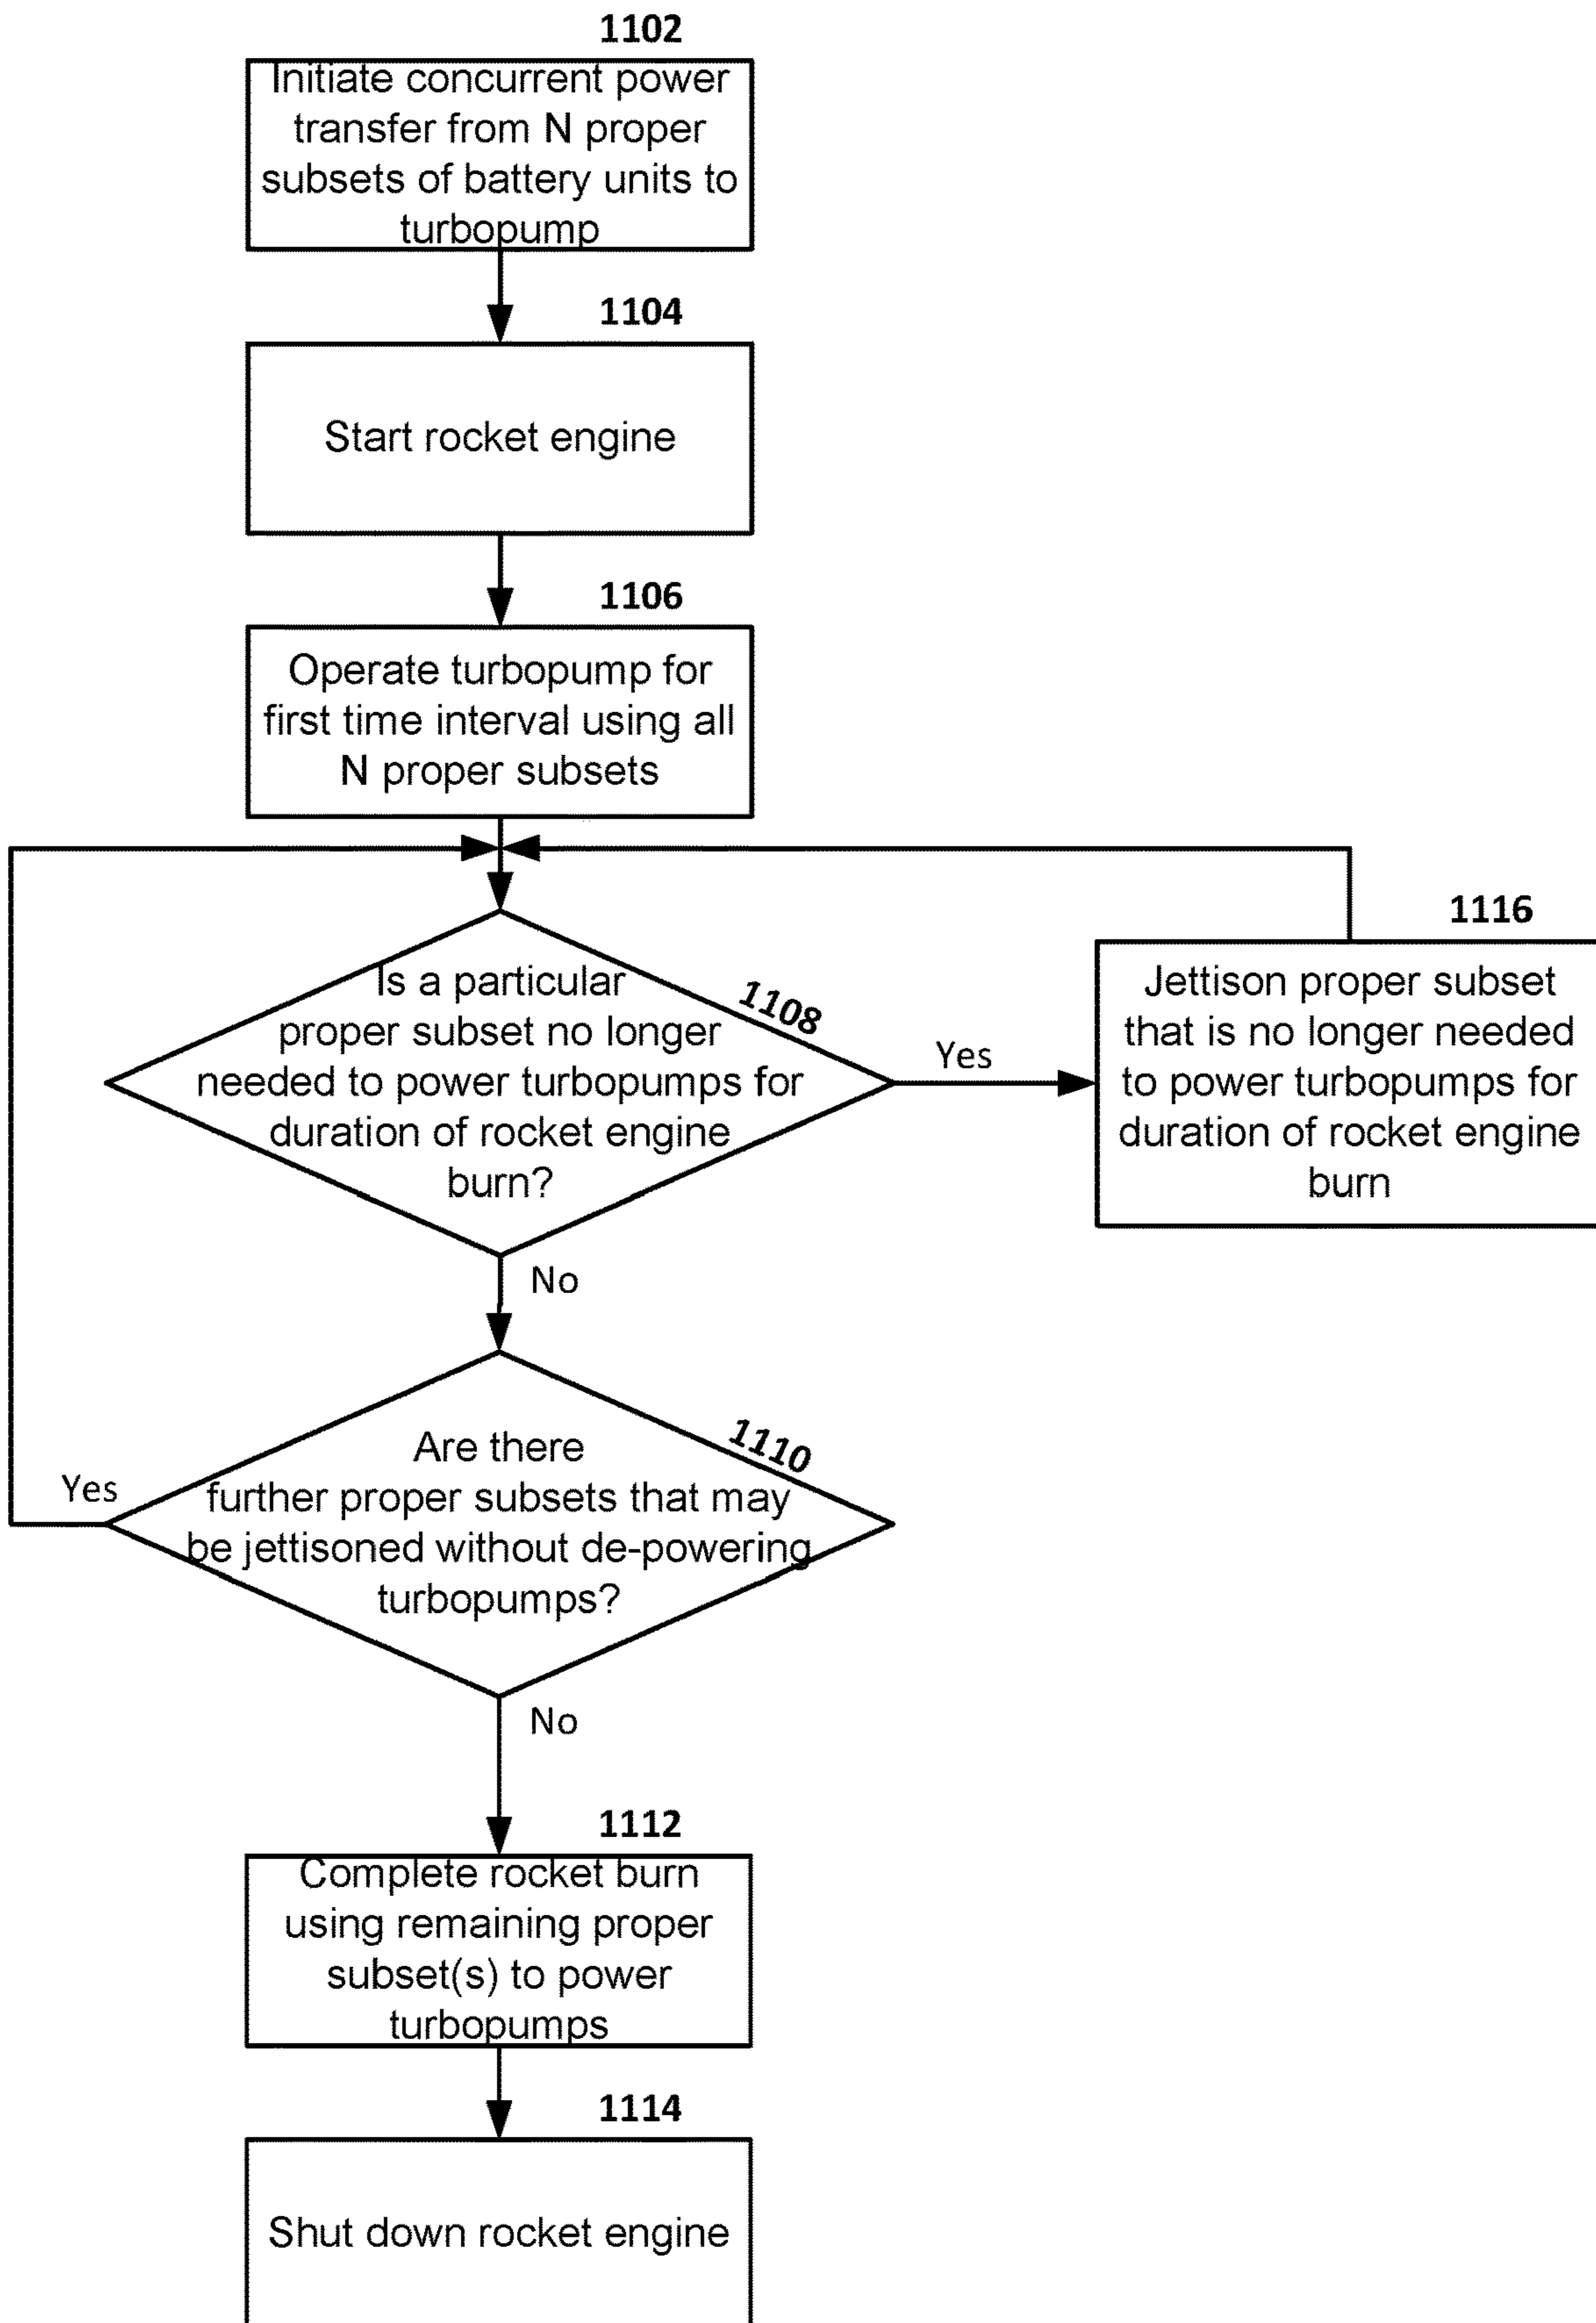 1102
Initiate concurrent power
transfer from N proper
subsets of battery units to
turbopump
1104
Start rocket engine
1106
Operate turbopump for
first time interval using all
N proper subsets
1108
Is a particular
proper subset no longer
needed to power turbopumps for
duration of rocket engine
burn?
Yes
1116
Jettison proper subset
that is no longer needed
to power turbopumps for
duration of rocket engine
burn
No
1110
Are there
further proper subsets that may
be jettisoned without de-powering
turbopumps?
Yes
No
1112
Complete rocket burn
using remaining proper
subset(s) to power
turbopumps
1114
Shut down rocket engine